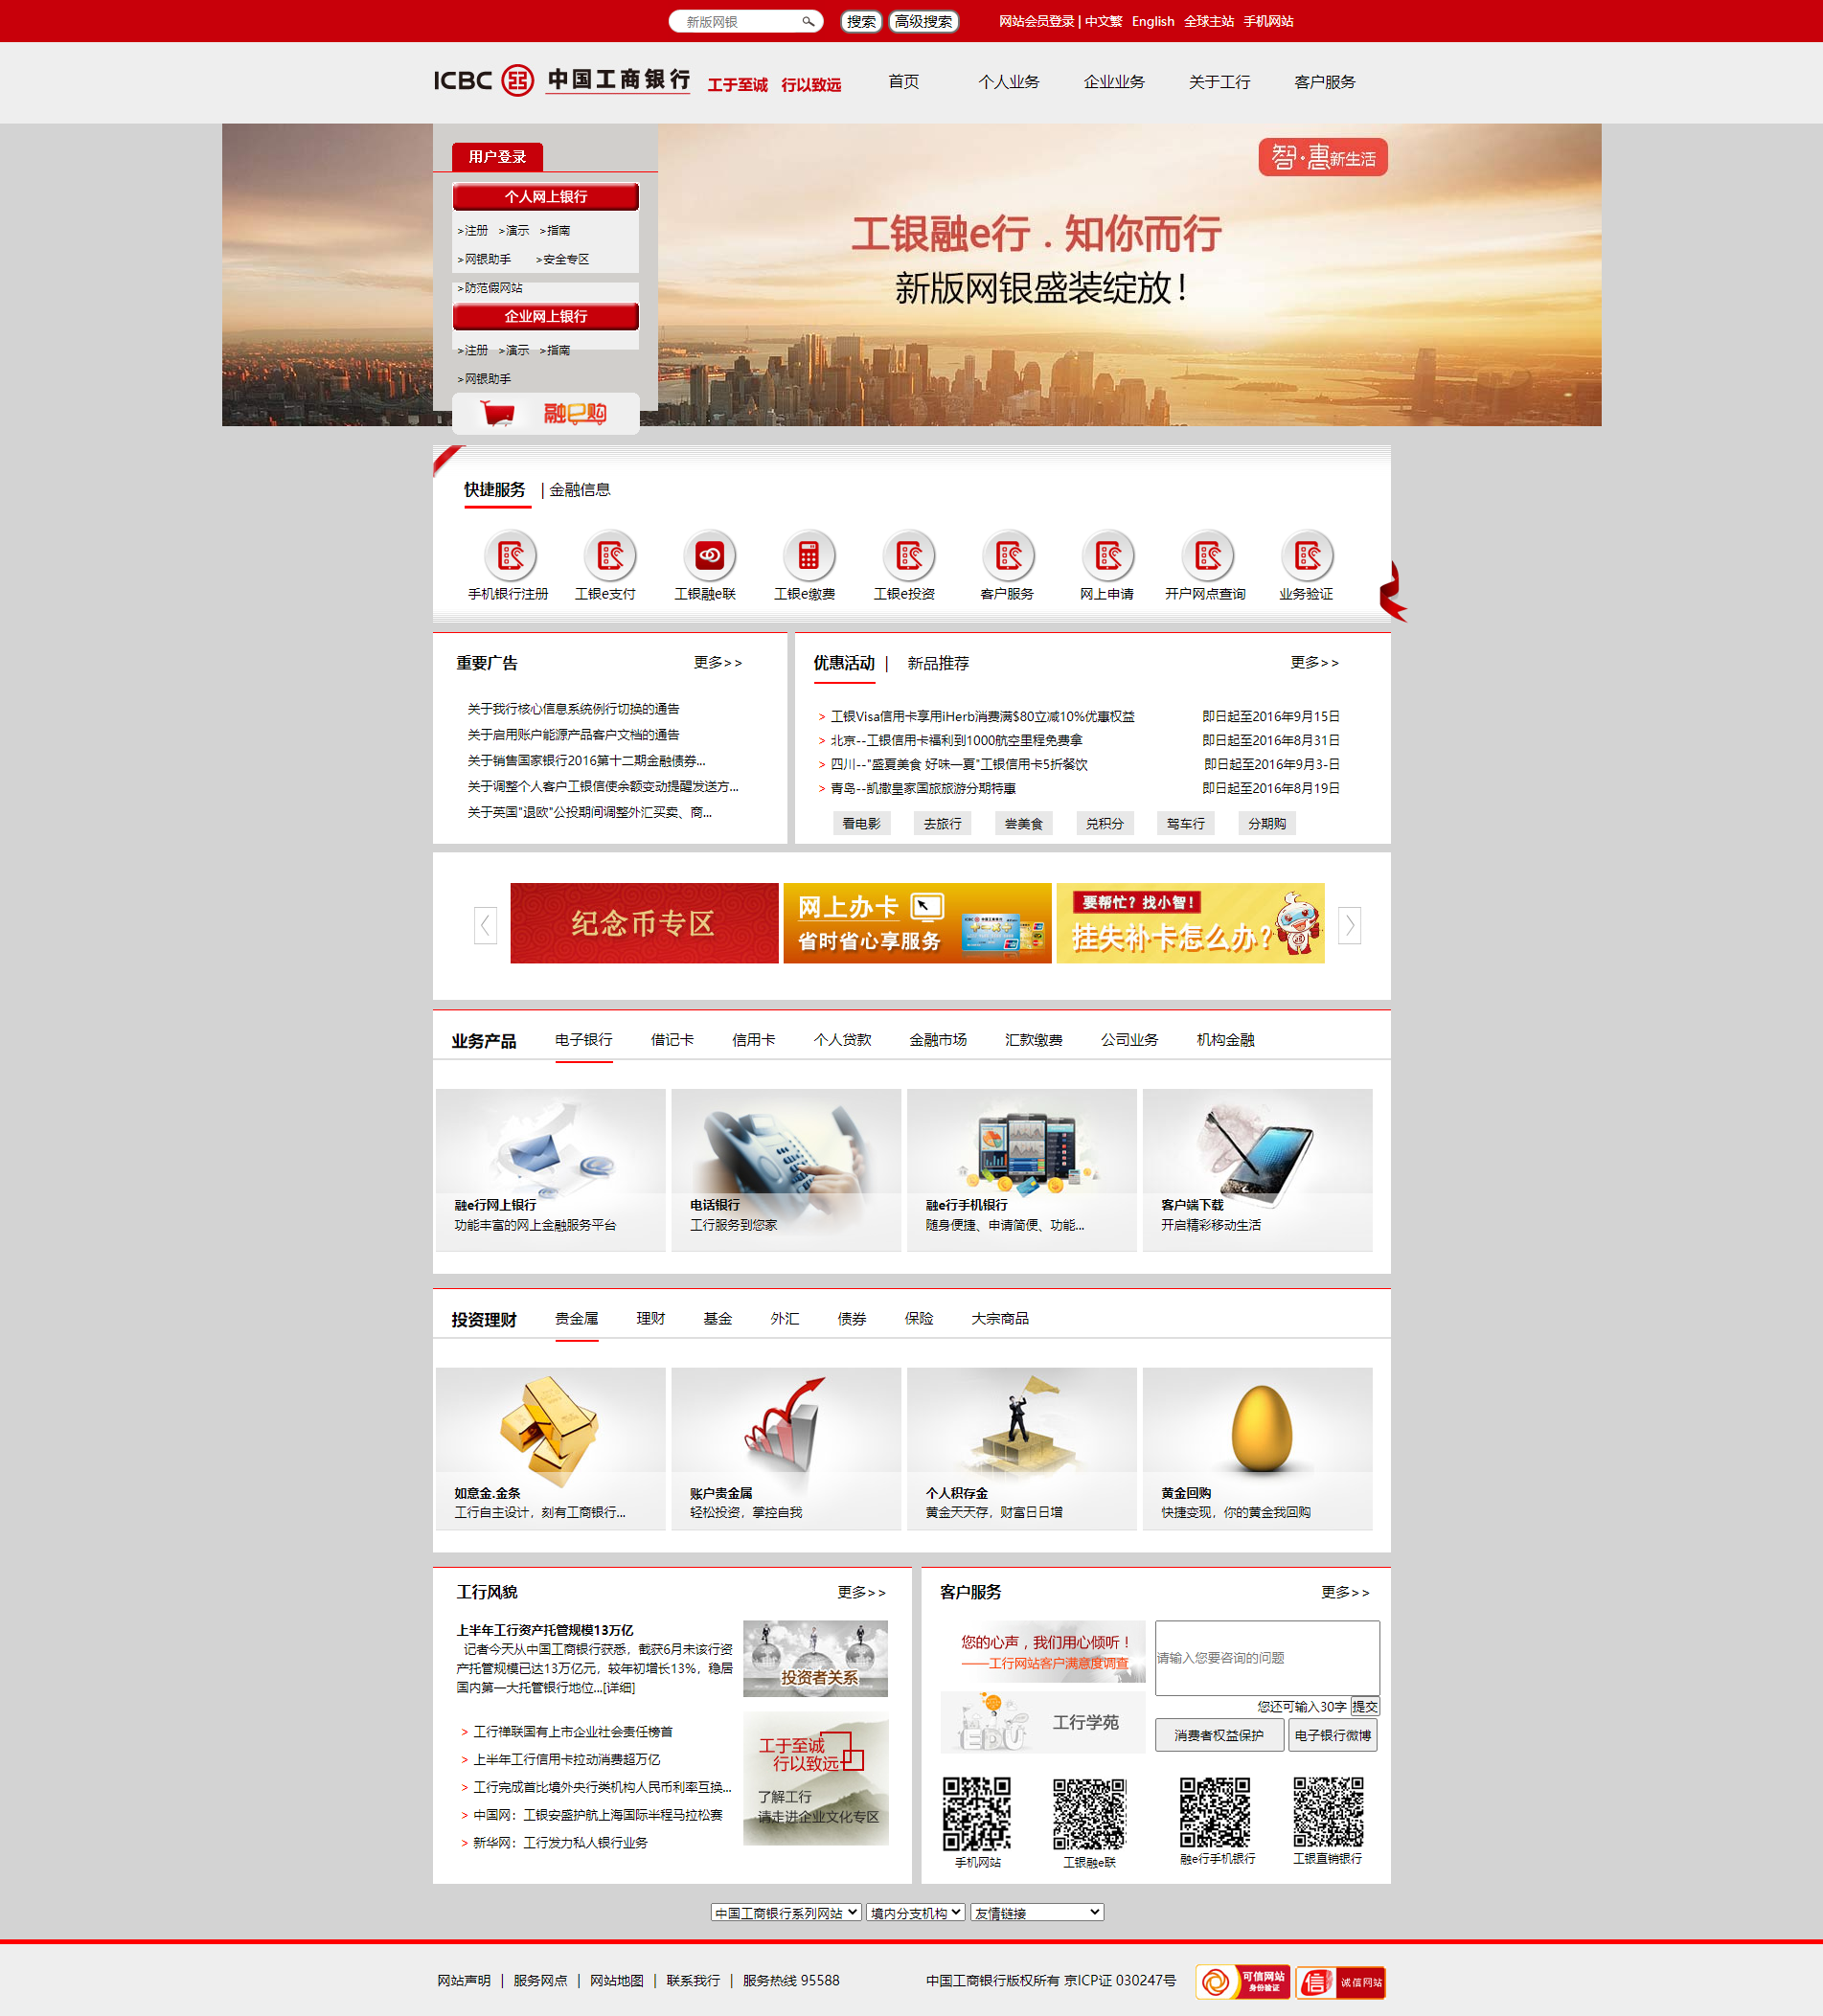 新版网银 搜索 高级搜索 网站会员登录 | 中文繁 English 全球主站 手机网站
ICBC 中国工商银行 工于至诚 行以致远 首页 个人业务 企业业务 关于工行 客户服务
用户登录
个人网上银行
>注册 >演示 >指南
>网银助手 >安全专区
>防范假网站
企业网上银行
>注册 >演示 >指南
>网银助手
融e购
智·惠新生活
工银融e行 . 知你而行
新版网银盛装绽放！
快捷服务 | 金融信息
手机银行注册 工银e支付 工银融e联 工银e缴费 工银e投资 客户服务 网上申请 开户网点查询 业务验证
重要广告 更多>>
关于我行核心信息系统例行切换的通告
关于启用账户能源产品客户文档的通告
关于销售国家银行2016第十二期金融债券...
关于调整个人客户工银信使余额变动提醒发送方...
关于英国"退欧"公投期间调整外汇买卖、商...
优惠活动 | 新品推荐 更多>>
> 工银Visa信用卡享用iHerb消费满$80立减10%优惠权益 即日起至2016年9月15日
> 北京--工银信用卡福利到1000航空里程免费拿 即日起至2016年8月31日
> 四川--"盛夏美食 好味一夏"工银信用卡5折餐饮 即日起至2016年9月3-日
> 青岛--凯撒皇家国旅旅游分期特惠 即日起至2016年8月19日
看电影 去旅行 尝美食 兑积分 驾车行 分期购
纪念币专区
网上办卡
省时省心享服务
要帮忙？找小智！
挂失补卡怎么办？
业务产品 电子银行 借记卡 信用卡 个人贷款 金融市场 汇款缴费 公司业务 机构金融
融e行网上银行
功能丰富的网上金融服务平台
电话银行
工行服务到您家
融e行手机银行
随身便捷、申请简便、功能...
客户端下载
开启精彩移动生活
投资理财 贵金属 理财 基金 外汇 债券 保险 大宗商品
如意金.金条
工行自主设计，刻有工商银行...
账户贵金属
轻松投资，掌控自我
个人积存金
黄金天天存，财富日日增
黄金回购
快捷变现，你的黄金我回购
工行风貌 更多>>
上半年工行资产托管规模13万亿
记者今天从中国工商银行获悉，截获6月未该行资
产托管规模已达13万亿元，较年初增长13%，稳居
国内第一大托管银行地位...[详细]
投资者关系
> 工行禅联国有上市企业社会责任榜首
> 上半年工行信用卡拉动消费超万亿
> 工行完成首比境外央行类机构人民币利率互换...
> 中国网：工银安盛护航上海国际半程马拉松赛
> 新华网：工行发力私人银行业务
工于至诚
行以致远
了解工行
请走进企业文化专区
客户服务 更多>>
您的心声，我们用心倾听！
——工行网站客户满意度调查
EDU 工行学苑
请输入您要咨询的问题
您还可输入30字 提交
消费者权益保护 电子银行微博
手机网站 工银融e联 融e行手机银行 工银直销银行
中国工商银行系列网站 境内分支机构 友情链接
网站声明 | 服务网点 | 网站地图 | 联系我行 | 服务热线 95588 中国工商银行版权所有 京ICP证 030247号
可信网站
身份验证
信 诚信网站